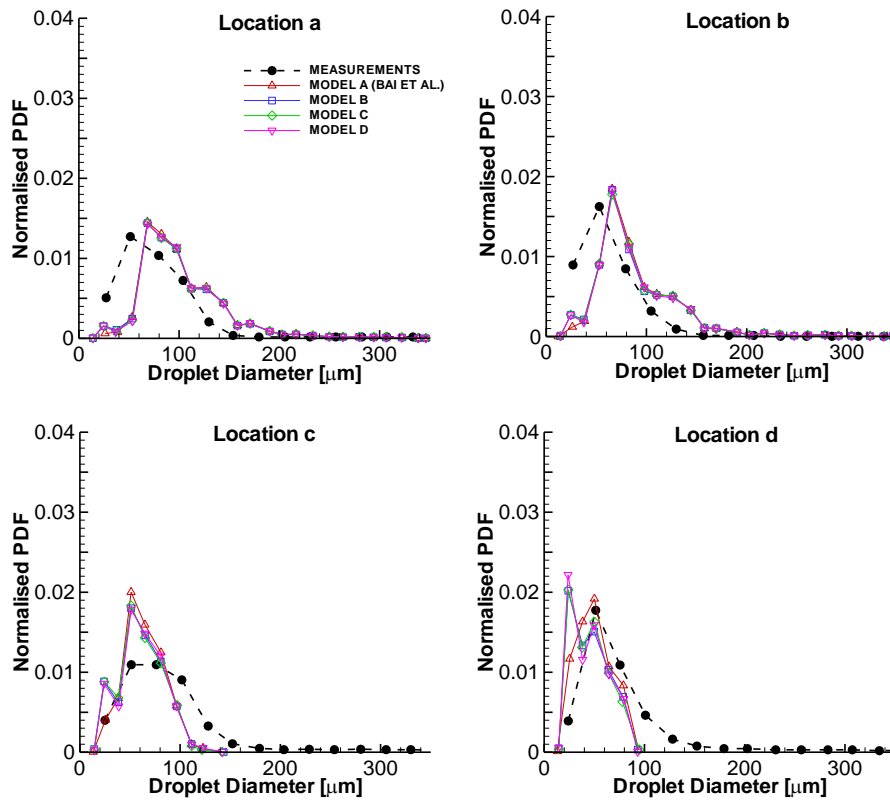 Location a
0.04
0.03
0.02
0.01
0
Normalised PDF
MEASUREMENTS
MODEL A (BAI ET AL.)
MODEL B
MODEL C
MODEL D
0
100
200
300
Droplet Diameter [μm]
Location b
0.04
0.03
0.02
0.01
0
Normalised PDF
0
100
200
300
Droplet Diameter [μm]
Location c
0.04
0.03
0.02
0.01
0
Normalised PDF
0
100
200
300
Droplet Diameter [μm]
Location d
0.04
0.03
0.02
0.01
0
Normalised PDF
0
100
200
300
Droplet Diameter [μm]